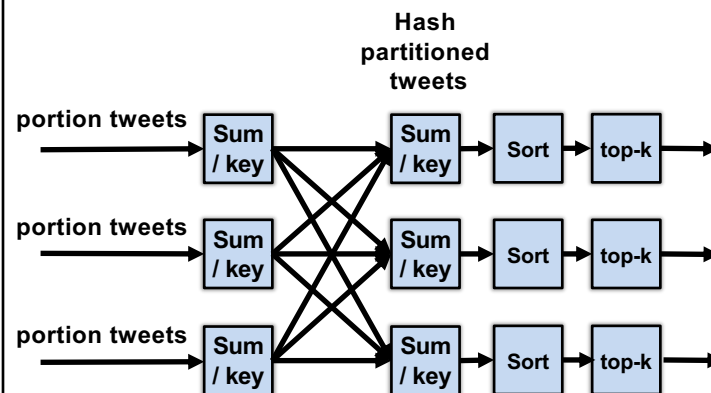 Hash
partitioned
tweets
portion tweets
Sum
/ key
Sum
/ key
Sort
top-k
portion tweets
Sum
/ key
Sum
/ key
Sort
top-k
portion tweets
Sum
/ key
Sum
/ key
Sort
top-k